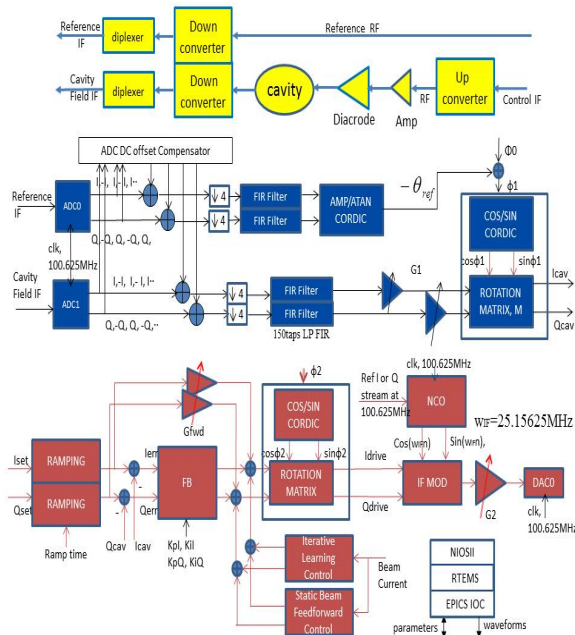 Reference
IF
diplexer
Down
converter
Reference RF
Cavity
Field IF
diplexer
Down
converter
cavity
Diacrode
Amp
RF
Up
converter
Control IF
ADC DC offset Compensator
I,-I, I,-I, I··
Reference
IF
ADC0
↓ 4
FIR Filter
↓ 4
FIR Filter
AMP/ATAN
CORDIC
-θref
Φ0
ϕ1
COS/SIN
CORDIC
Q,-Q, Q,-Q, Q,
clk,
100.625MHz
cosϕ1
sinϕ1
Cavity
Field IF
ADC1
I,-I, I,-I, I··
Q,-Q, Q,-Q,··
↓ 4
FIR Filter
↓ 4
FIR Filter
150taps LP FIR
G1
ROTATION
MATRIX, M
Icav
Qcav
Gfwd
ϕ2
COS/SIN
CORDIC
cosϕ2
sinϕ2
ROTATION
MATRIX
Ref I or Q
stream at
100.625MHz
clk, 100.625MHz
NCO
wIF=25.15625MHz
Cos(wIFn)
Sin(wIFn),
Iset
RAMPING
Qset
RAMPING
Ramp time
-
-
Qcav
Icav
Ierr
Qerr
FB
KpI, KiI
KpQ, KiQ
Idrive
Qdrive
IF MOD
G2
DAC0
clk,
100.625MHz
Iterative
Learning
Control
Static Beam
Feedforward
Control
Beam
Current
NIOSII
RTEMS
EPICS IOC
parameters
waveforms